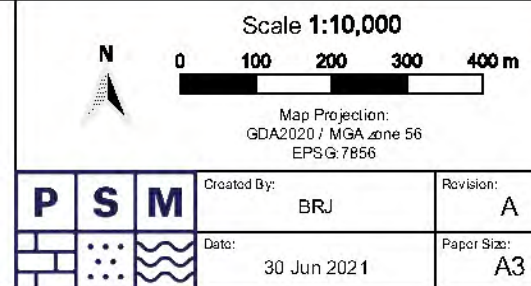 Scale 1:10,000
N
0 100 200 300 400 m
Map Projection:
GDA2020 / MGA zone 56
EPSG:7856
P S M
Created By:
BRJ
Revision:
A
Date:
30 Jun 2021
Paper Size:
A3